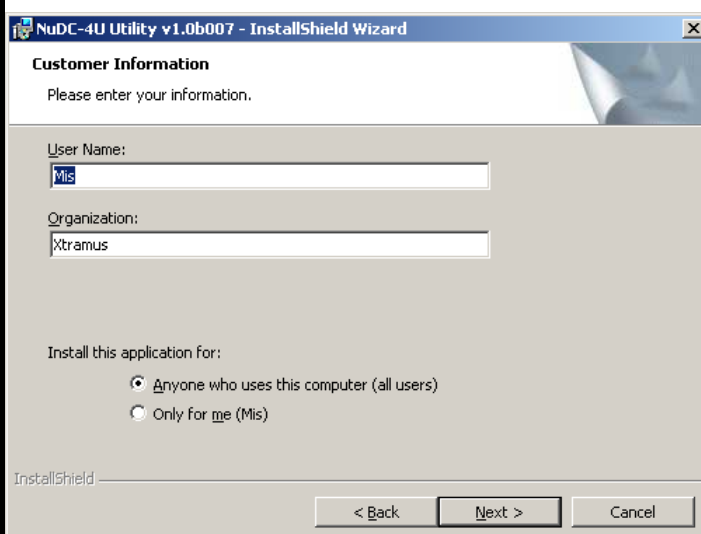 NuDC-4U Utility v1.0b007 - InstallShield Wizard
Customer Information
Please enter your information.
User Name:
Mis
Organization:
Xtramus
Install this application for:
Anyone who uses this computer (all users)
Only for me (Mis)
InstallShield
< Back Next > Cancel